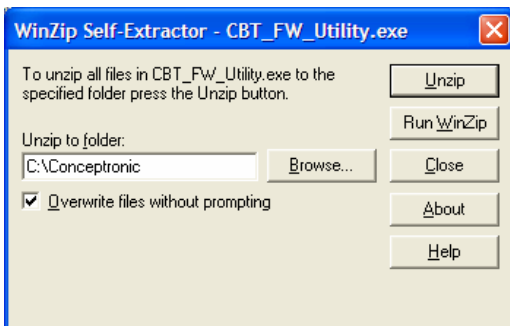 WinZip Self-Extractor - CBT_FW_Utility.exe
To unzip all files in CBT_FW_Utility.exe to the
specified folder press the Unzip button.
Unzip to folder:
C:\Conceptronic
Browse...
Overwrite files without prompting
Unzip
Run WinZip
Close
About
Help